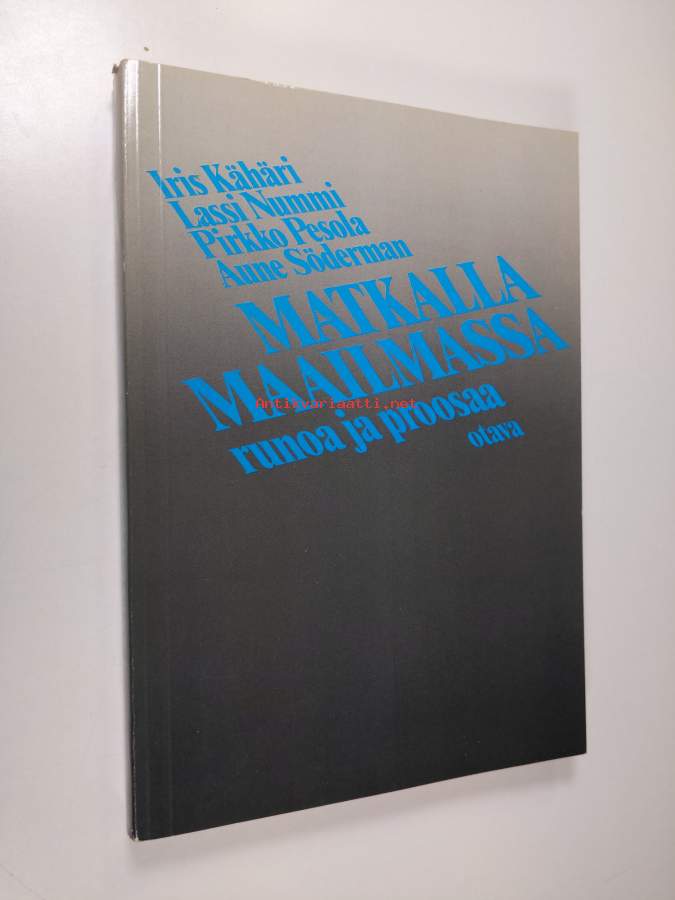 Iris Kähäri
Lassi Nummi
Pirkko Pesola
Aune Söderman
MATKALLA
MAAILMASSA
Antikvariaatti.net
runoa ja proosaa
otava